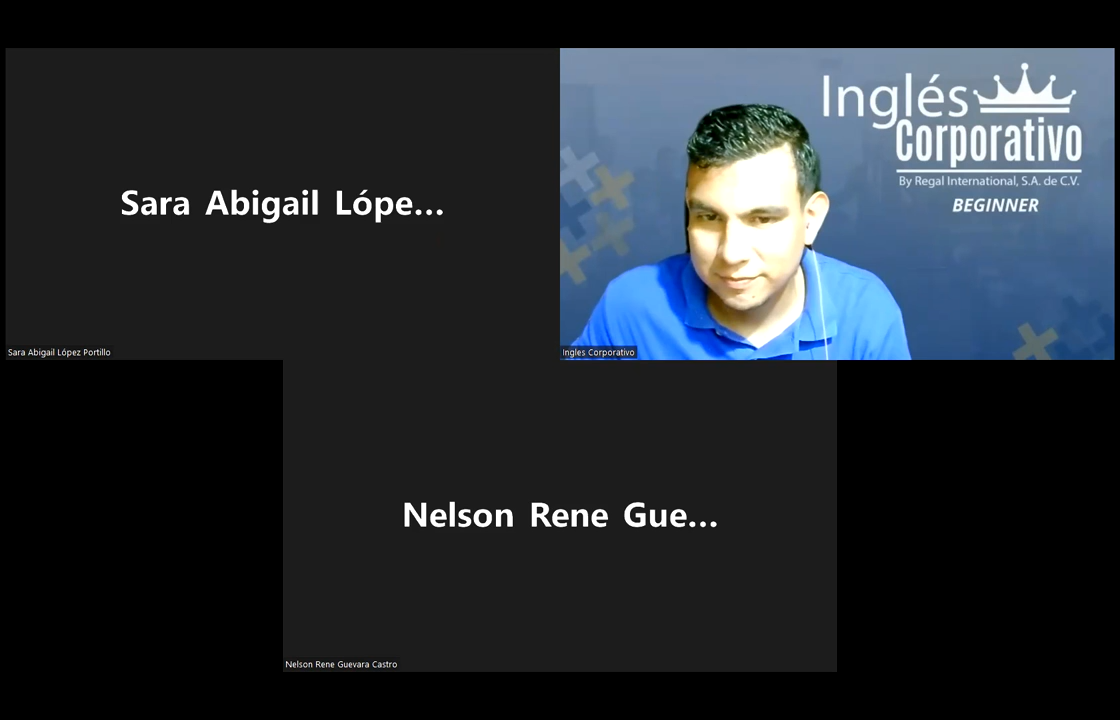 Sara Abigail Lópe...
Sara Abigail López Portillo
Inglés
Corporativo
By Regal International, S.A. de C.V.
BEGINNER
Ingles Corporativo
Nelson Rene Gue...
Nelson Rene Guevara Castro